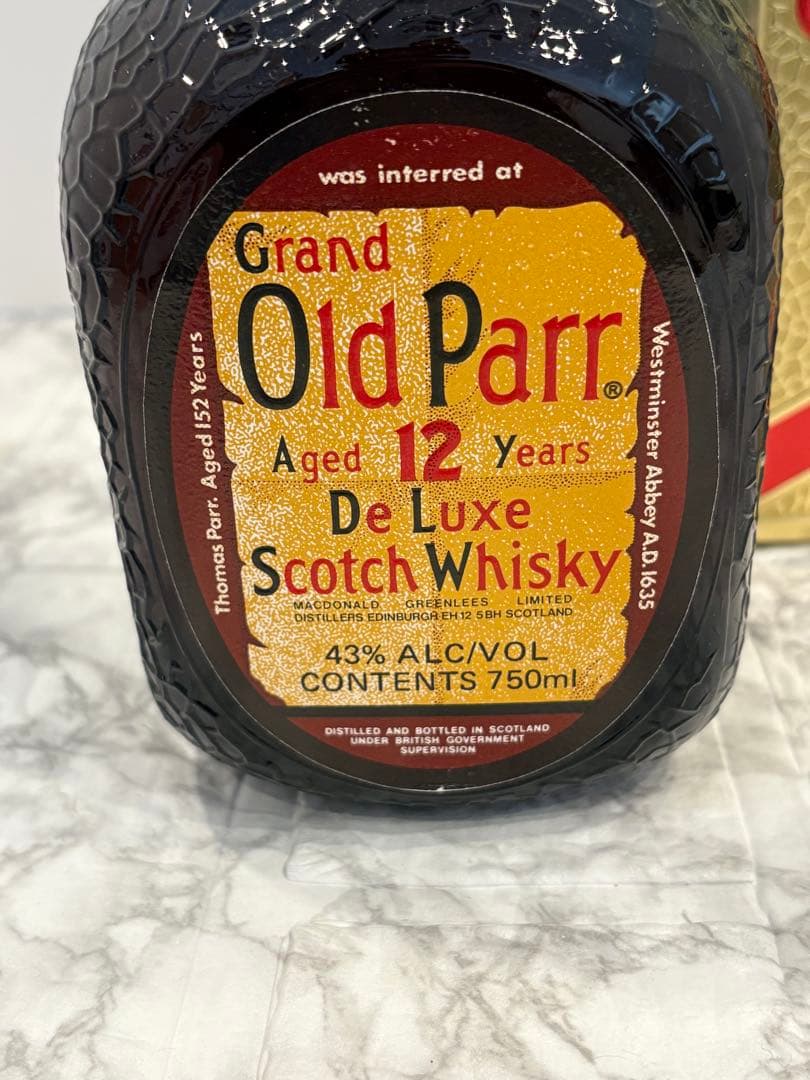 was interred at
Grand
Old Parr®
Aged 12 Years
De Luxe
Scotch Whisky
MACDONALD GREENLEES LIMITED
DISTILLERS EDINBURGH EH12 5BH SCOTLAND
43% ALC/VOL
CONTENTS 750ml
DISTILLED AND BOTTLED IN SCOTLAND
UNDER BRITISH GOVERNMENT
SUPERVISION
Thomas Parr. Aged 152 Years
Westminster Abbey A.D. 1635